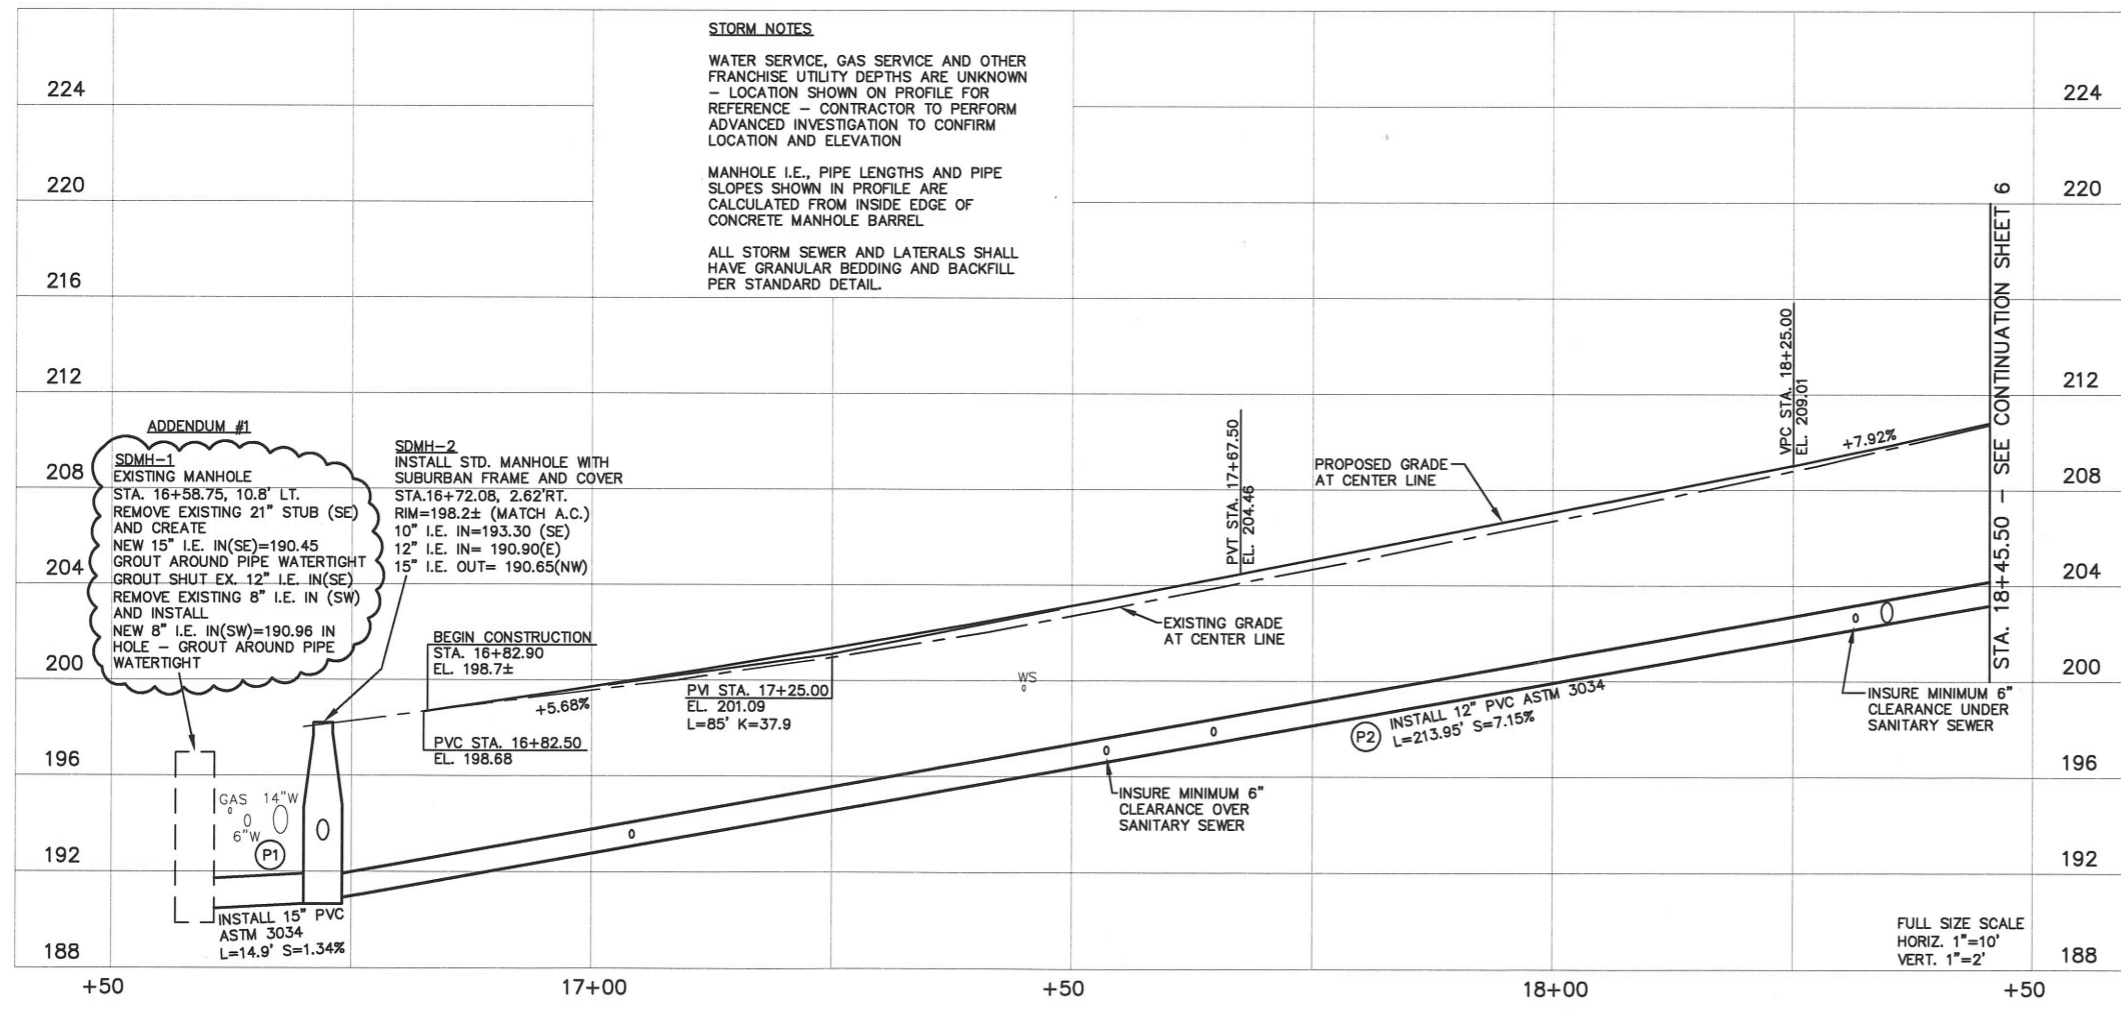 STORM NOTES
WATER SERVICE, GAS SERVICE AND OTHER
FRANCHISE UTILITY DEPTHS ARE UNKNOWN
– LOCATION SHOWN ON PROFILE FOR
REFERENCE – CONTRACTOR TO PERFORM
ADVANCED INVESTIGATION TO CONFIRM
LOCATION AND ELEVATION
MANHOLE I.E., PIPE LENGTHS AND PIPE
SLOPES SHOWN IN PROFILE ARE
CALCULATED FROM INSIDE EDGE OF
CONCRETE MANHOLE BARREL
ALL STORM SEWER AND LATERALS SHALL
HAVE GRANULAR BEDDING AND BACKFILL
PER STANDARD DETAIL.
224
220
216
212
208
204
200
196
192
188
ADDENDUM #1
SDMH-1
EXISTING MANHOLE
STA. 16+58.75, 10.8' LT.
REMOVE EXISTING 21" STUB (SE)
AND CREATE
NEW 15" I.E. IN(SE)=190.45
GROUT AROUND PIPE WATERTIGHT
GROUT SHUT EX. 12" I.E. IN(SE)
REMOVE EXISTING 8" I.E. IN (SW)
AND INSTALL
NEW 8" I.E. IN(SW)=190.96 IN
HOLE – GROUT AROUND PIPE
WATERTIGHT
SDMH-2
INSTALL STD. MANHOLE WITH
SUBURBAN FRAME AND COVER
STA.16+72.08, 2.62'RT.
RIM=198.2± (MATCH A.C.)
10" I.E. IN=193.30 (SE)
12" I.E. IN= 190.90(E)
15" I.E. OUT= 190.65(NW)
BEGIN CONSTRUCTION
STA. 16+82.90
EL. 198.7±
+5.68%
PVC STA. 16+82.50
EL. 198.68
PVI STA. 17+25.00
EL. 201.09
L=85' K=37.9
GAS
14"W
6"W
P1
INSTALL 15" PVC
ASTM 3034
L=14.9' S=1.34%
WS
PVT STA. 17+67.50
EL. 204.46
PROPOSED GRADE
AT CENTER LINE
EXISTING GRADE
AT CENTER LINE
INSURE MINIMUM 6"
CLEARANCE OVER
SANITARY SEWER
P2
INSTALL 12" PVC ASTM 3034
L=213.95' S=7.15%
VPC STA. 18+25.00
EL. 209.01
+7.92%
INSURE MINIMUM 6"
CLEARANCE UNDER
SANITARY SEWER
STA. 18+45.50 – SEE CONTINUATION SHEET 6
224
220
212
208
204
200
196
192
188
FULL SIZE SCALE
HORIZ. 1"=10'
VERT. 1"=2'
+50
17+00
+50
18+00
+50